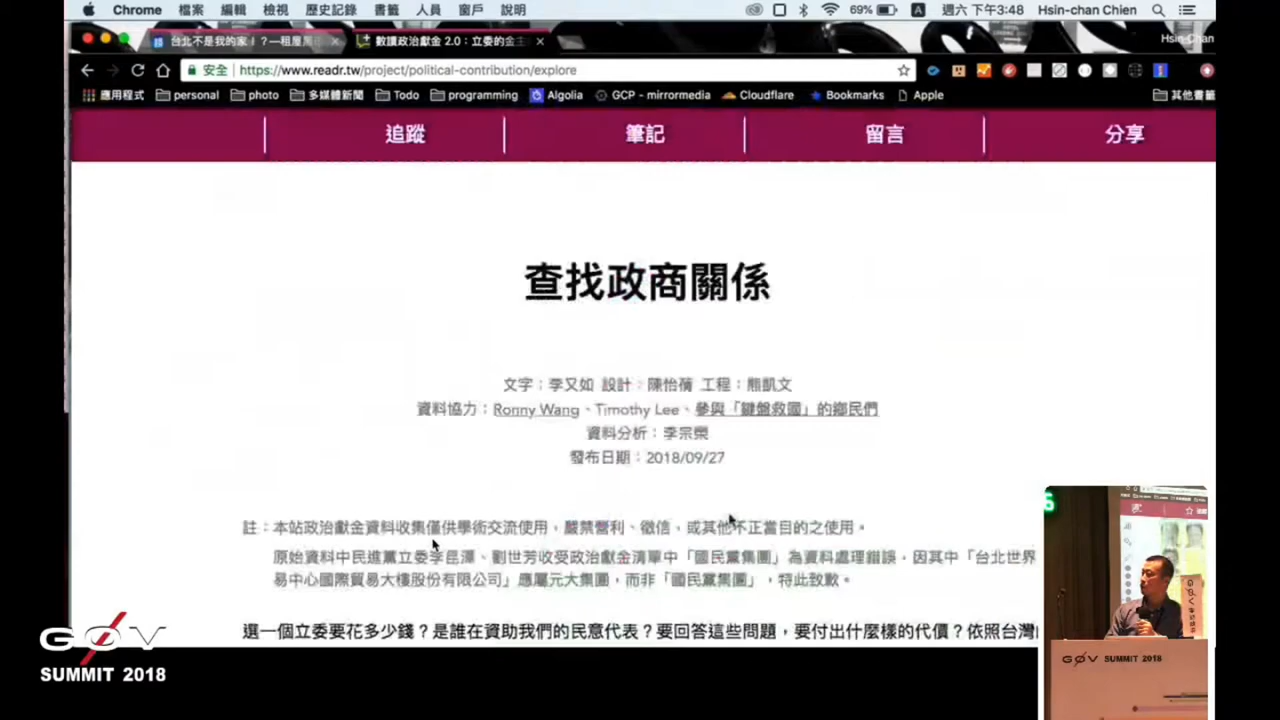 Chrome 檔案 編輯 檢視 歷史記錄 書籤 人員 窗戶 說明 69% 週六 下午3:48 Hsin-chan Chien
台北不是我的家！？—租屋黑 數讀政治獻金 2.0：立委的金主 Hsin-Chan
安全 https://www.readr.tw/project/political-contribution/explore
應用程式 personal photo 多媒體新聞 Todo programming Algolia GCP - mirrormedia Cloudflare Bookmarks Apple 其他書籤
追蹤 筆記 留言 分享
查找政商關係
文字：李又如 設計：陳怡蒨 工程：熊凱文
資料協力：Ronny Wang、Timothy Lee、參與「鍵盤救國」的鄉民們
資料分析：李宗榮
發布日期：2018/09/27
註：本站政治獻金資料收集僅供學術交流使用，嚴禁營利、徵信，或其他不正當目的之使用。
原始資料中民進黨立委李昆澤、劉世芳收受政治獻金清單中「國民黨集團」為資料處理錯誤，因其中「台北世界
易中心國際貿易大樓股份有限公司」應屬元大集團，而非「國民黨集團」，特此致歉。
選一個立委要花多少錢？是誰在資助我們的民意代表？要回答這些問題，要付出什麼樣的代價？依照台灣
G0V
SUMMIT 2018
G0V SUMMIT 2018